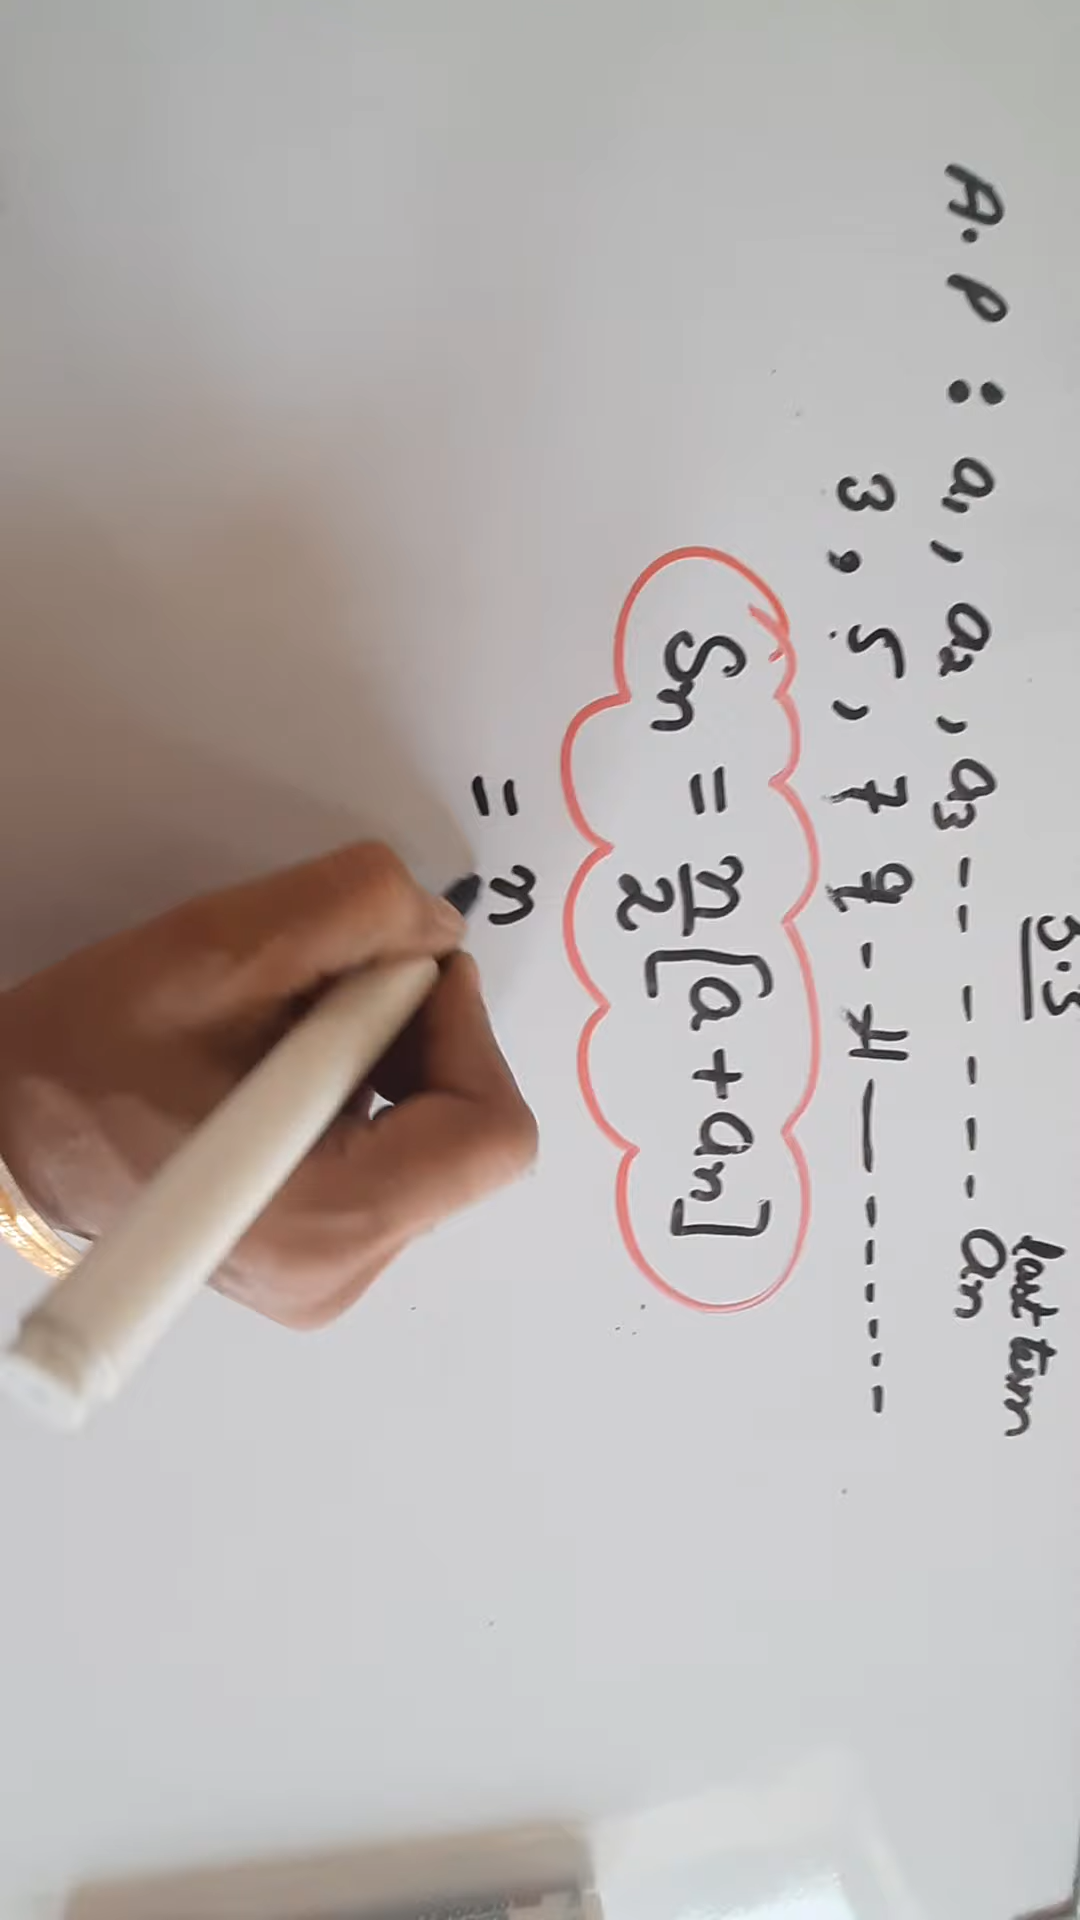 5.3
last term
A.P : a1, a2, a3 -- - - - - an
3, 5, 7 9 - 11 — ------
Sn = n/2 [a + an]
= n